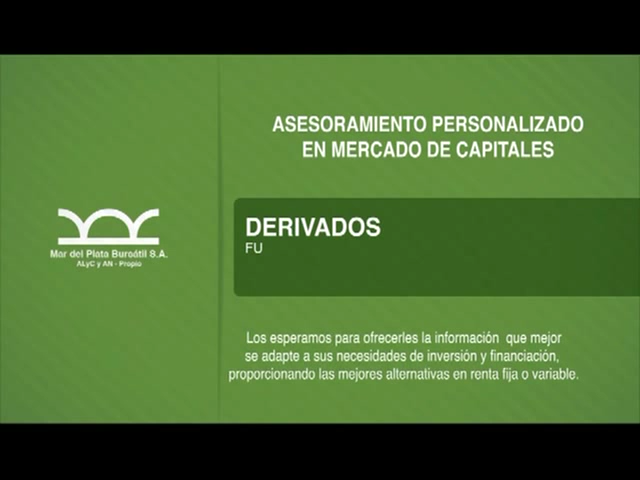 ASESORAMIENTO PERSONALIZADO
EN MERCADO DE CAPITALES
DERIVADOS
FU
Mar del Plata Bursátil S.A.
ALyC y AN - Propio
Los esperamos para ofrecerles la información que mejor
se adapte a sus necesidades de inversión y financiación,
proporcionando las mejores alternativas en renta fija o variable.